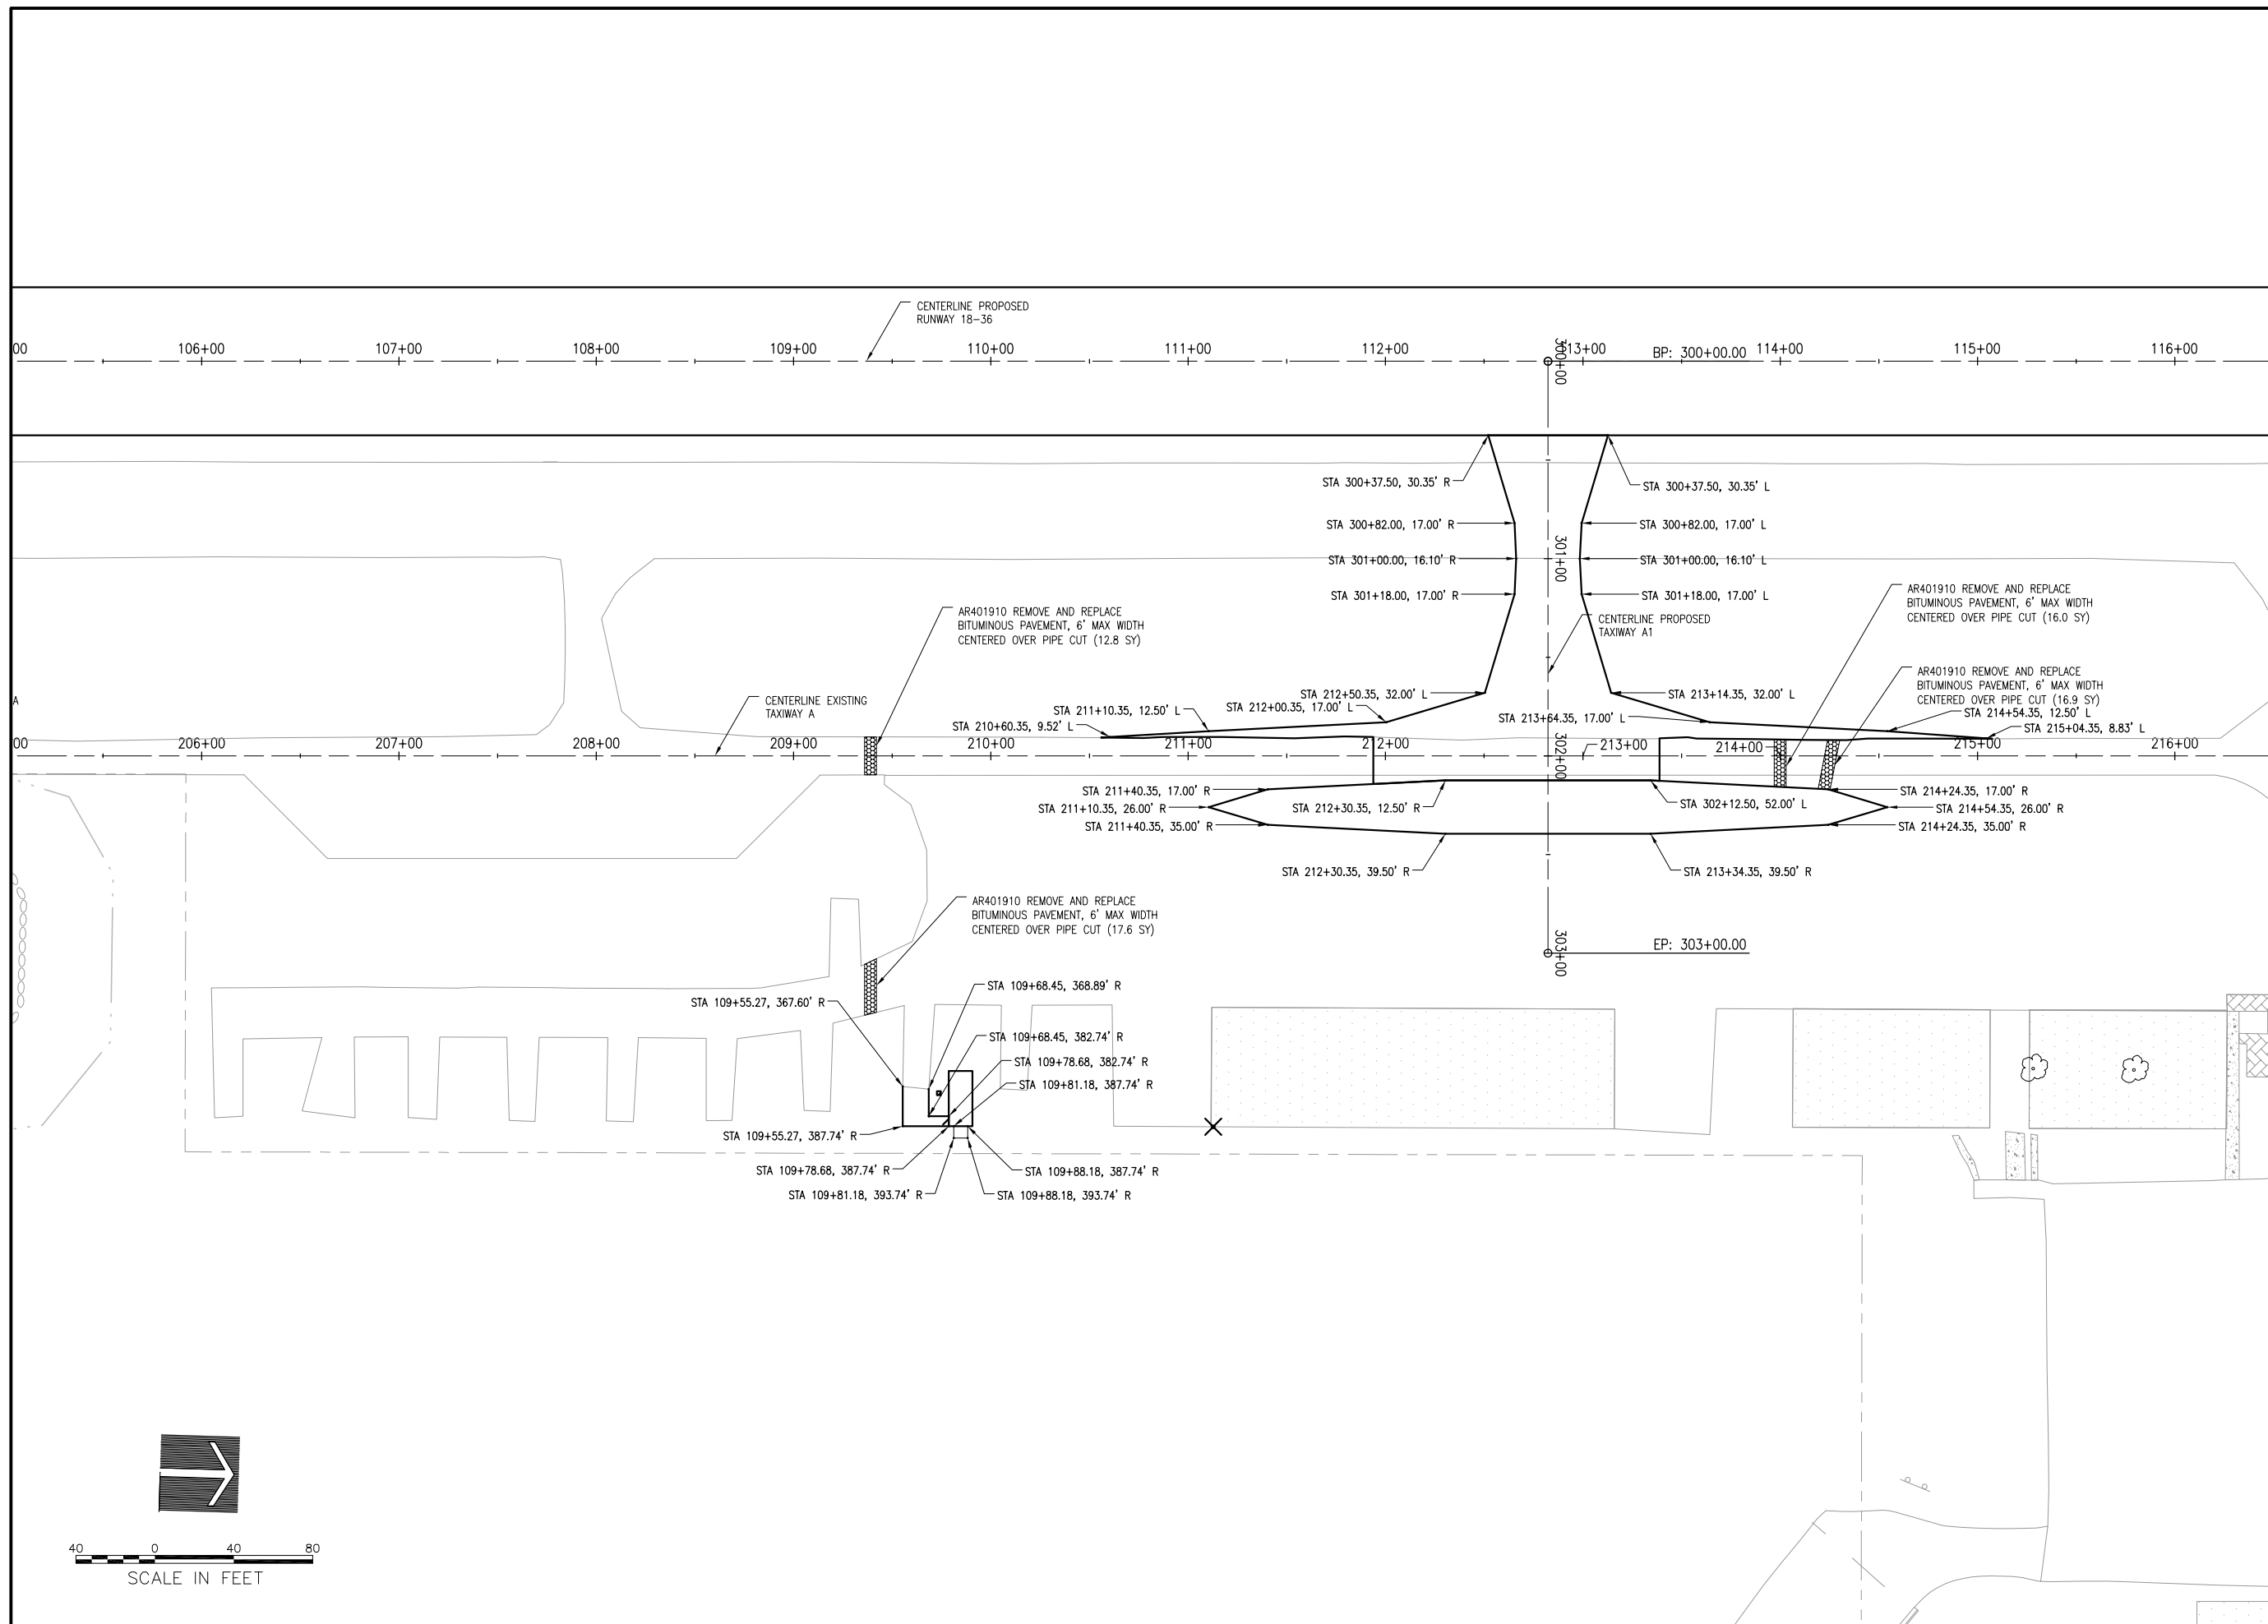 CENTERLINE PROPOSED
RUNWAY 18-36
00
106+00
107+00
108+00
109+00
110+00
111+00
112+00
113+00
114+00
115+00
116+00
BP: 300+00.00
300+00
STA 300+37.50, 30.35' R
STA 300+37.50, 30.35' L
STA 300+82.00, 17.00' R
STA 300+82.00, 17.00' L
301+00
STA 301+00.00, 16.10' R
STA 301+00.00, 16.10' L
STA 301+18.00, 17.00' R
STA 301+18.00, 17.00' L
AR401910 REMOVE AND REPLACE
BITUMINOUS PAVEMENT, 6' MAX WIDTH
CENTERED OVER PIPE CUT (12.8 SY)
CENTERLINE PROPOSED
TAXIWAY A1
AR401910 REMOVE AND REPLACE
BITUMINOUS PAVEMENT, 6' MAX WIDTH
CENTERED OVER PIPE CUT (16.0 SY)
AR401910 REMOVE AND REPLACE
BITUMINOUS PAVEMENT, 6' MAX WIDTH
CENTERED OVER PIPE CUT (16.9 SY)
A
CENTERLINE EXISTING
TAXIWAY A
STA 212+50.35, 32.00' L
STA 213+14.35, 32.00' L
STA 211+10.35, 12.50' L
STA 212+00.35, 17.00' L
STA 213+64.35, 17.00' L
STA 214+54.35, 12.50' L
STA 210+60.35, 9.52' L
STA 215+04.35, 8.83' L
00
206+00
207+00
208+00
209+00
210+00
211+00
212+00
302+00
213+00
214+00
215+00
216+00
STA 211+40.35, 17.00' R
STA 214+24.35, 17.00' R
STA 211+10.35, 26.00' R
STA 212+30.35, 12.50' R
STA 302+12.50, 52.00' L
STA 214+54.35, 26.00' R
STA 211+40.35, 35.00' R
STA 214+24.35, 35.00' R
STA 212+30.35, 39.50' R
STA 213+34.35, 39.50' R
AR401910 REMOVE AND REPLACE
BITUMINOUS PAVEMENT, 6' MAX WIDTH
CENTERED OVER PIPE CUT (17.6 SY)
EP: 303+00.00
303+00
STA 109+68.45, 368.89' R
STA 109+55.27, 367.60' R
STA 109+68.45, 382.74' R
STA 109+78.68, 382.74' R
STA 109+81.18, 387.74' R
STA 109+55.27, 387.74' R
STA 109+78.68, 387.74' R
STA 109+88.18, 387.74' R
STA 109+81.18, 393.74' R
STA 109+88.18, 393.74' R
40 0 40 80
SCALE IN FEET